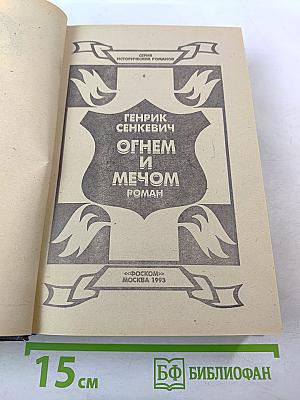 СЕРИЯ
ИСТОРИЧЕСКИХ РОМАНОВ
ГЕНРИК
СЕНКЕВИЧ
ОГНЕМ
И
МЕЧОМ
РОМАН
«ФОСКОМ»
МОСКВА 1993
15 см
БФ БИБЛИОФАН